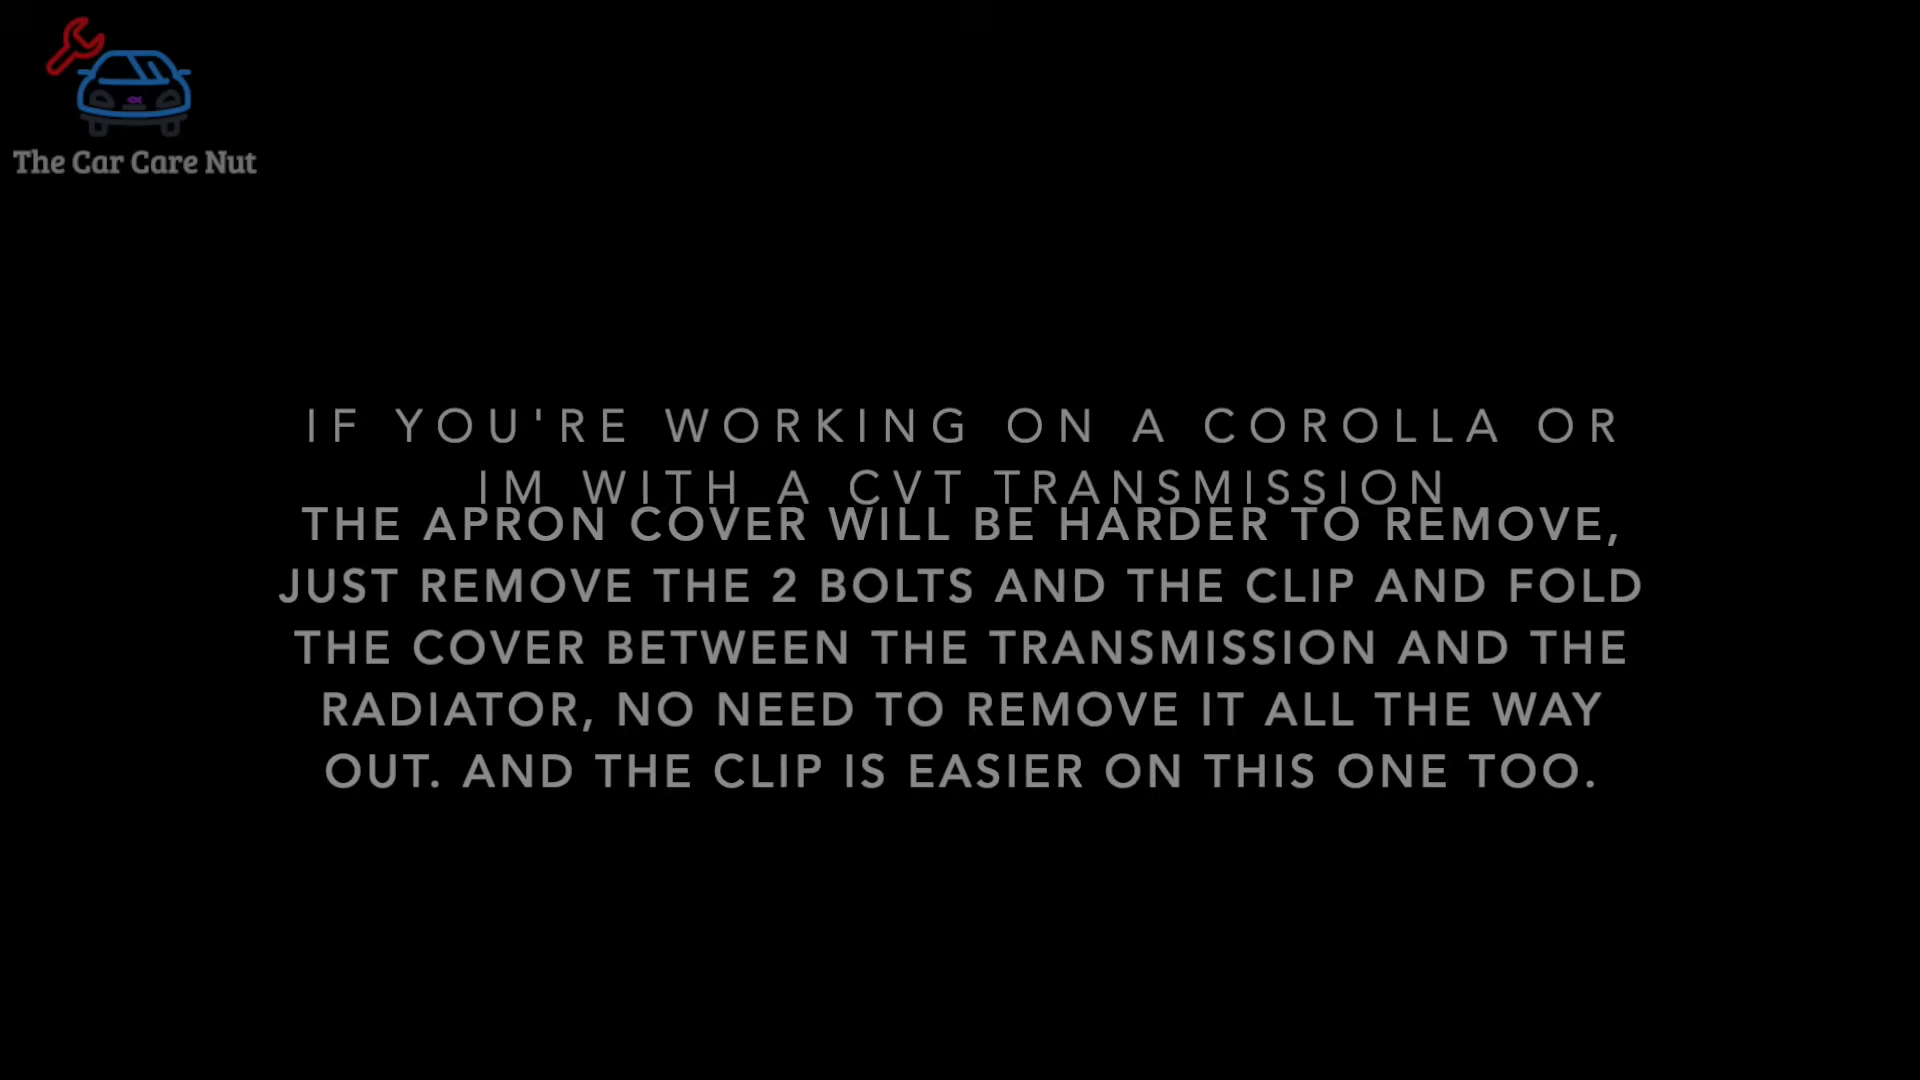 The Car Care Nut
IF YOU'RE WORKING ON A COROLLA OR
IM WITH A CVT TRANSMISSION
THE APRON COVER WILL BE HARDER TO REMOVE,
JUST REMOVE THE 2 BOLTS AND THE CLIP AND FOLD
THE COVER BETWEEN THE TRANSMISSION AND THE
RADIATOR, NO NEED TO REMOVE IT ALL THE WAY
OUT. AND THE CLIP IS EASIER ON THIS ONE TOO.